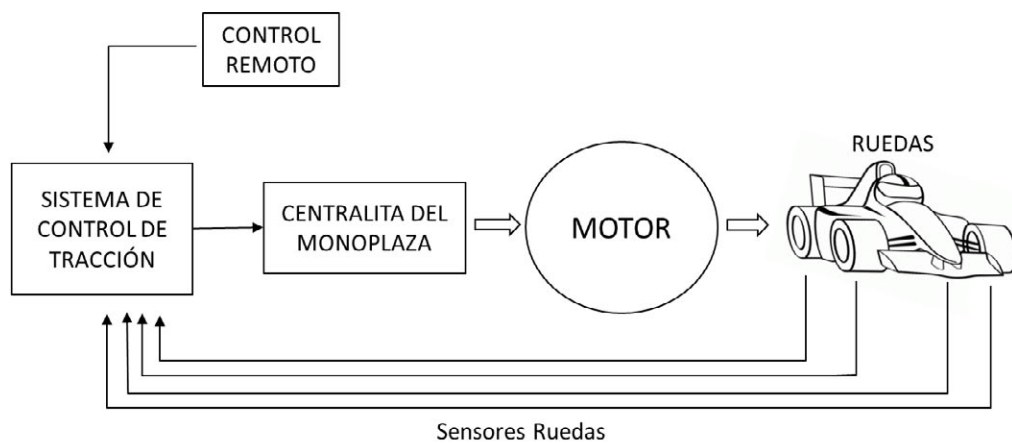 CONTROL
REMOTO
RUEDAS
SISTEMA DE
CONTROL DE
TRACCIÓN
CENTRALITA DEL
MONOPLAZA
MOTOR
Sensores Ruedas